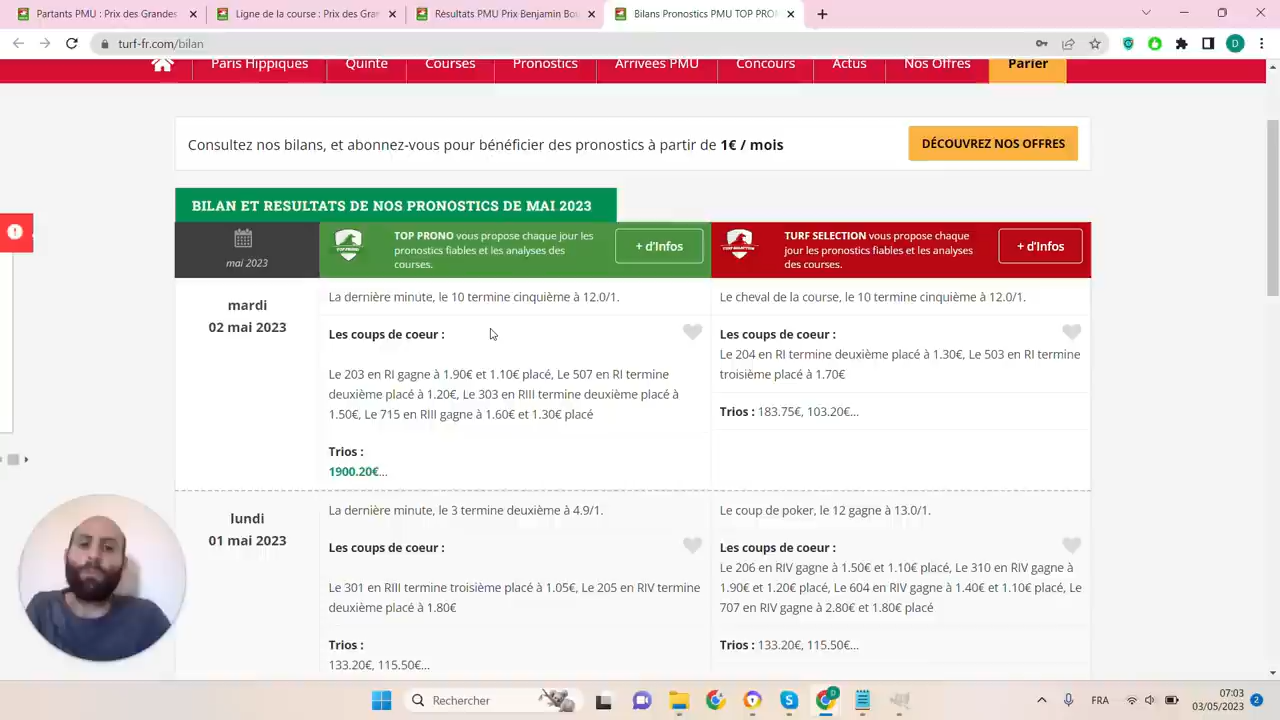 Partants PMU : Prix des Grandes
Ligne de la course : Prix des Gra
Résultats PMU Prix Benjamin Bou
Bilans Pronostics PMU TOP PRON
turf-fr.com/bilan
D
Paris Hippiques
Quinte
Courses
Pronostics
Arrivées PMU
Concours
Actus
Nos Offres
Parier
Consultez nos bilans, et abonnez-vous pour bénéficier des pronostics à partir de 1€ / mois
DÉCOUVREZ NOS OFFRES
BILAN ET RESULTATS DE NOS PRONOSTICS DE MAI 2023
mai 2023
TOP PRONO
TOP PRONO vous propose chaque jour les
pronostics fiables et les analyses des
courses.
+ d'Infos
TURF SELECTION
TURF SELECTION vous propose chaque
jour les pronostics fiables et les analyses
des courses.
+ d'Infos
mardi
02 mai 2023
La dernière minute, le 10 termine cinquième à 12.0/1.
Les coups de coeur :
Le 203 en RI gagne à 1.90€ et 1.10€ placé, Le 507 en RI termine
deuxième placé à 1.20€, Le 303 en RIII termine deuxième placé à
1.50€, Le 715 en RIII gagne à 1.60€ et 1.30€ placé
Trios :
1900.20€...
Le cheval de la course, le 10 termine cinquième à 12.0/1.
Les coups de coeur :
Le 204 en RI termine deuxième placé à 1.30€, Le 503 en RI termine
troisième placé à 1.70€
Trios : 183.75€, 103.20€...
lundi
01 mai 2023
La dernière minute, le 3 termine deuxième à 4.9/1.
Les coups de coeur :
Le 301 en RIII termine troisième placé à 1.05€, Le 205 en RIV termine
deuxième placé à 1.80€
Trios :
133.20€, 115.50€...
Le coup de poker, le 12 gagne à 13.0/1.
Les coups de coeur :
Le 206 en RIV gagne à 1.50€ et 1.10€ placé, Le 310 en RIV gagne à
1.90€ et 1.20€ placé, Le 604 en RIV gagne à 1.40€ et 1.10€ placé, Le
707 en RIV gagne à 2.80€ et 1.80€ placé
Trios : 133.20€, 115.50€...
Rechercher
D
FRA
07:03
03/05/2023
2